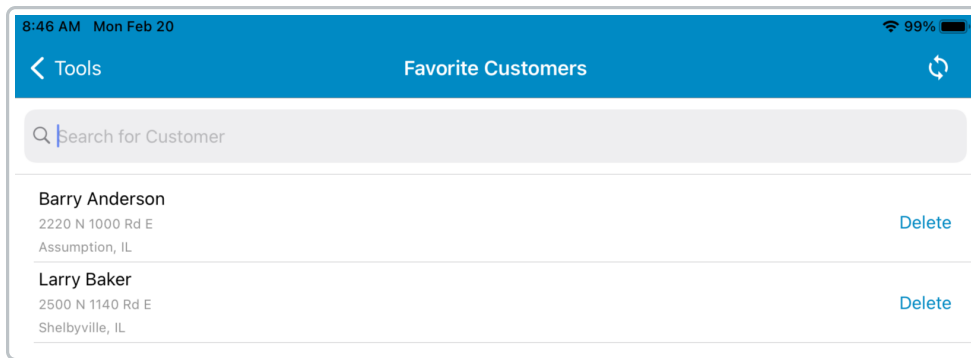 8:46 AM Mon Feb 20 99%
Tools Favorite Customers
Search for Customer
Barry Anderson
2220 N 1000 Rd E Delete
Assumption, IL
Larry Baker
2500 N 1140 Rd E Delete
Shelbyville, IL